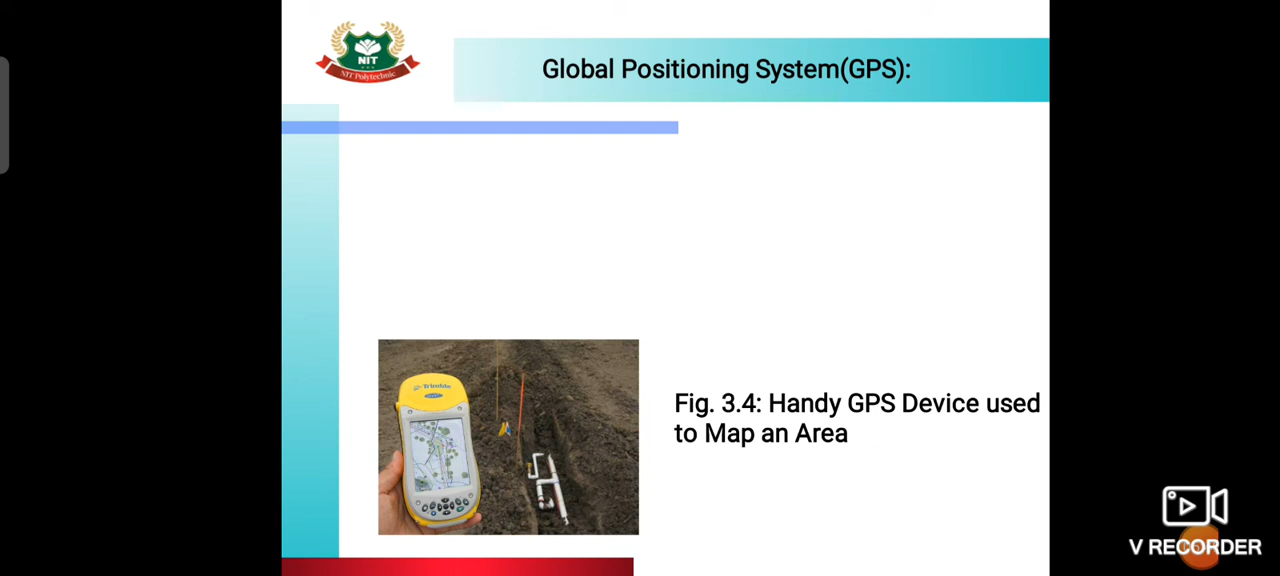 NIT
NIT Polytechnic
Global Positioning System(GPS):
Trimble
Fig. 3.4: Handy GPS Device used
to Map an Area
V RECORDER